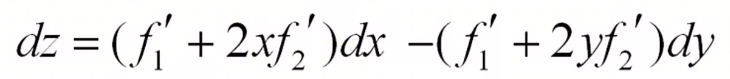 dz = (f₁′ + 2xf₂′)dx −(f₁′ + 2yf₂′)dy